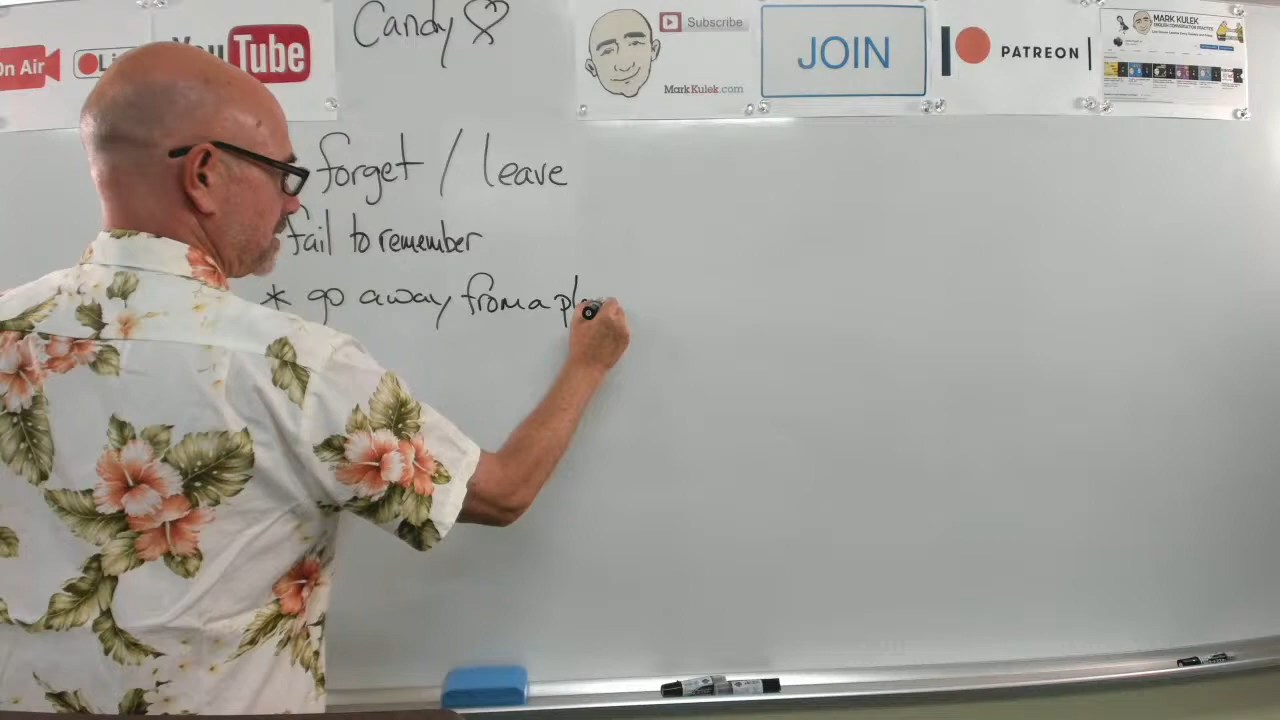 On Air
YouTube
Candy
Subscribe
MarkKulek.com
JOIN
PATREON
MARK KULEK
forget / leave
fail to remember
* go away from a